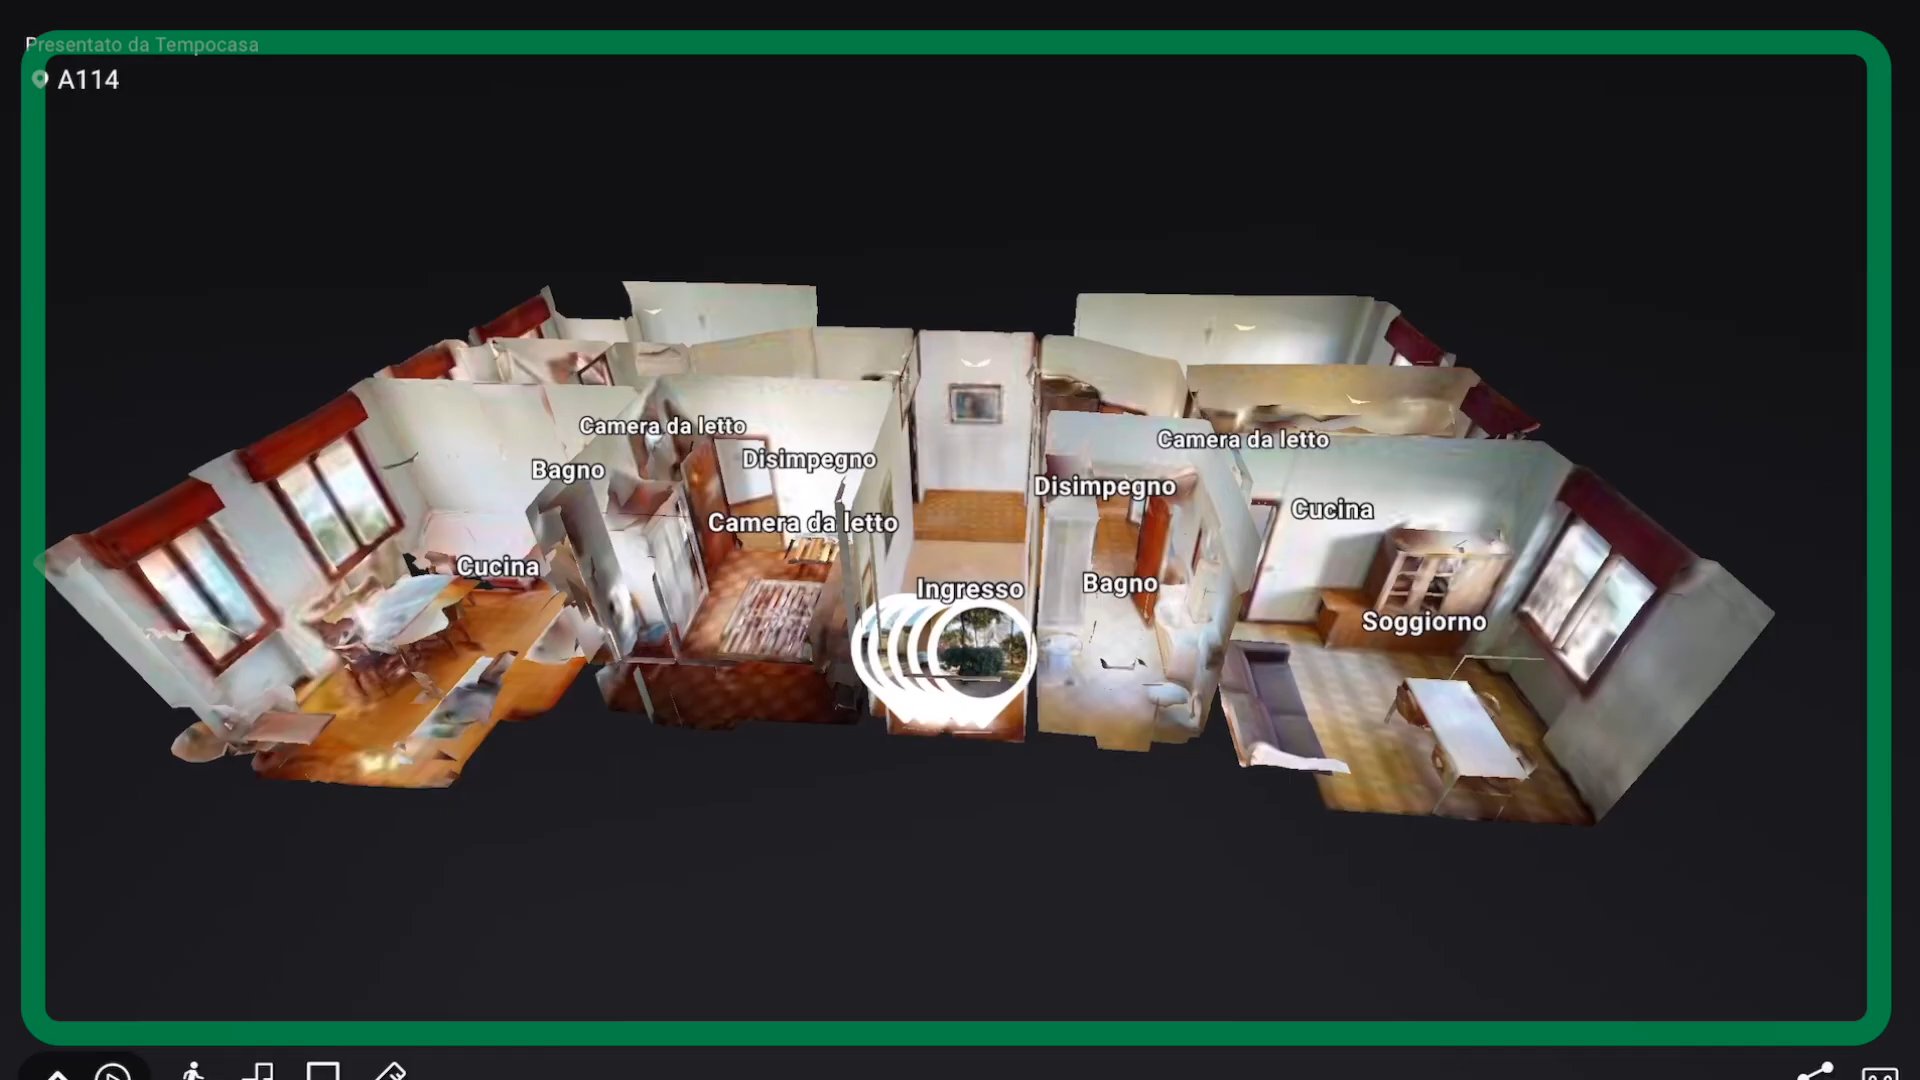 Presentato da Tempocasa
A114
Camera da letto
Camera da letto
Bagno
Disimpegno
Disimpegno
Cucina
Camera da letto
Cucina
Ingresso
Bagno
Soggiorno